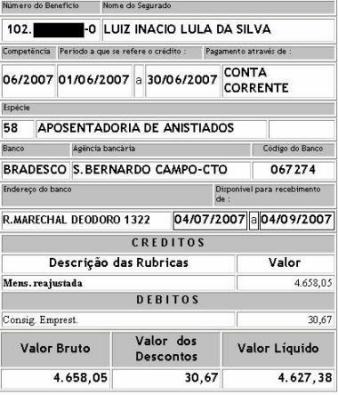 Número do Benefício Nome do Segurado
102. -0 LUIZ INACIO LULA DA SILVA
Competência Período a que se refere o crédito : Pagamento através de :
06/2007 01/06/2007 a 30/06/2007 CONTA CORRENTE
Espécie
58 APOSENTADORIA DE ANISTIADOS
Banco Agência bancária Código do Banco
BRADESCO S.BERNARDO CAMPO-CTO 067274
Endereço do banco Disponível para recebimento de :
R.MARECHAL DEODORO 1322 04/07/2007 a 04/09/2007
CREDITOS
Descrição das Rubricas Valor
Mens. reajustada 4.658,05
DEBITOS
Consig. Emprest. 30,67
Valor Bruto Valor dos Descontos Valor Líquido
4.658,05 30,67 4.627,38